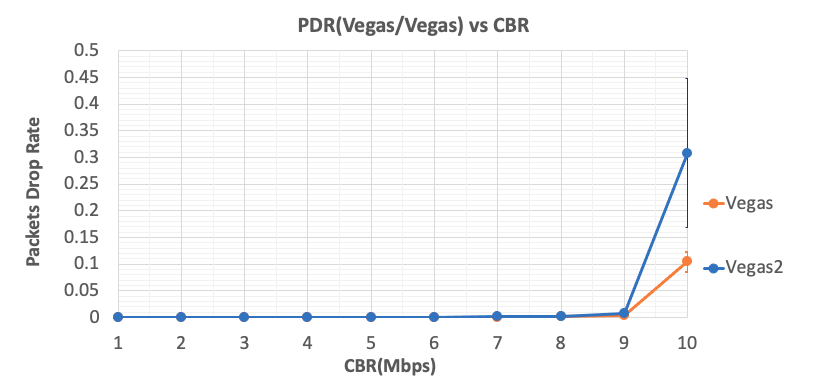 PDR(Vegas/Vegas) vs CBR
0.5
0.45
0.4
0.35
0.3
0.25
0.2
0.15
0.1
0.05
0
Packets Drop Rate
1 2 3 4 5 6 7 8 9 10
CBR(Mbps)
Vegas
Vegas2